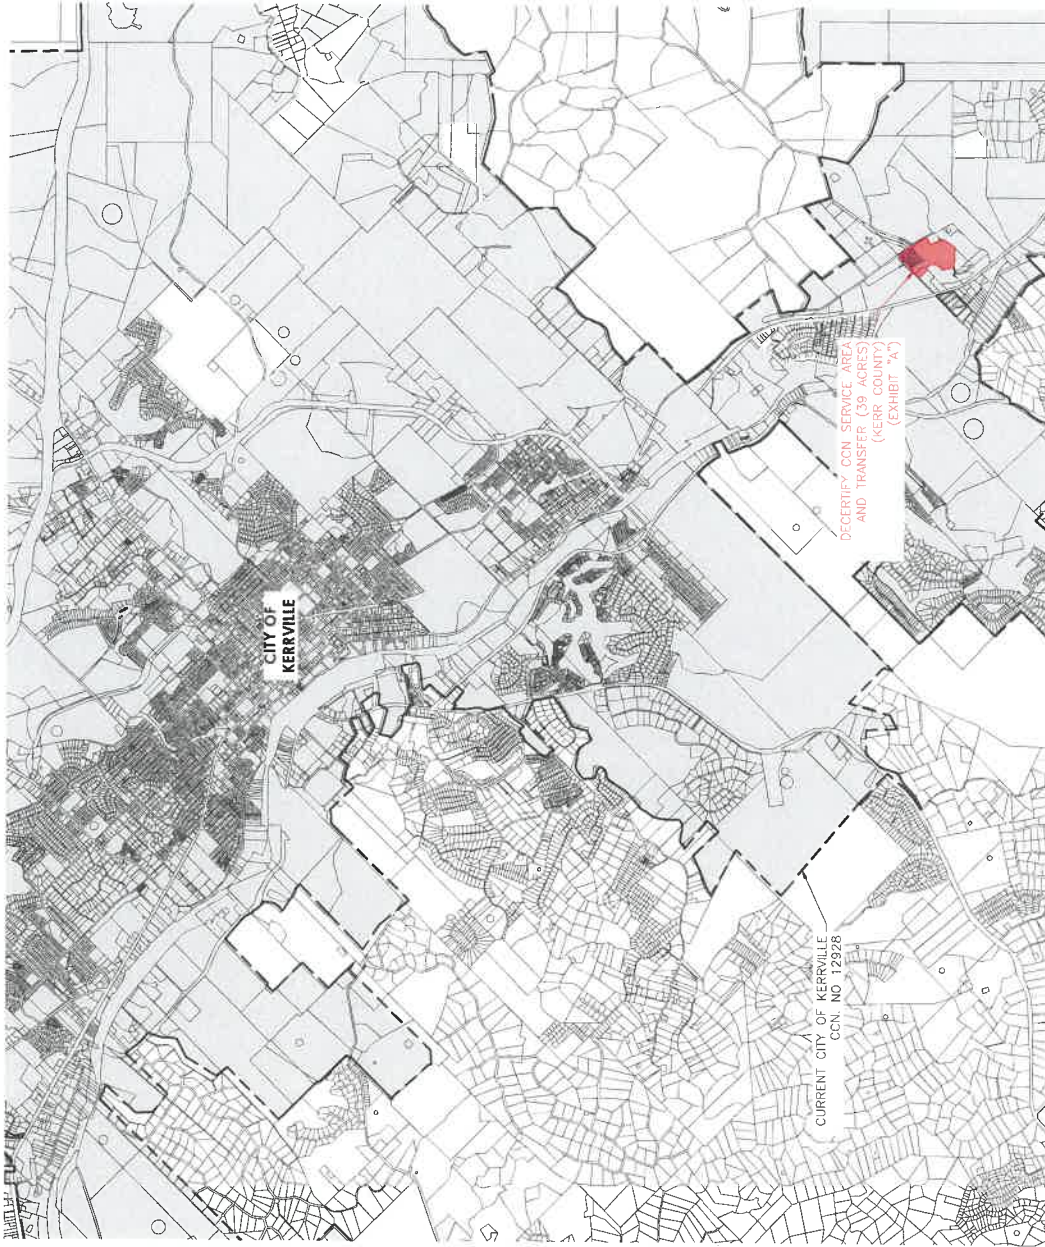 CITY OF
KERRVILLE
DECERTIFY CCN SERVICE AREA
AND TRANSFER (39 ACRES)
(KERR COUNTY)
(EXHIBIT "A")
CURRENT CITY OF KERRVILLE
CCN. NO 12928